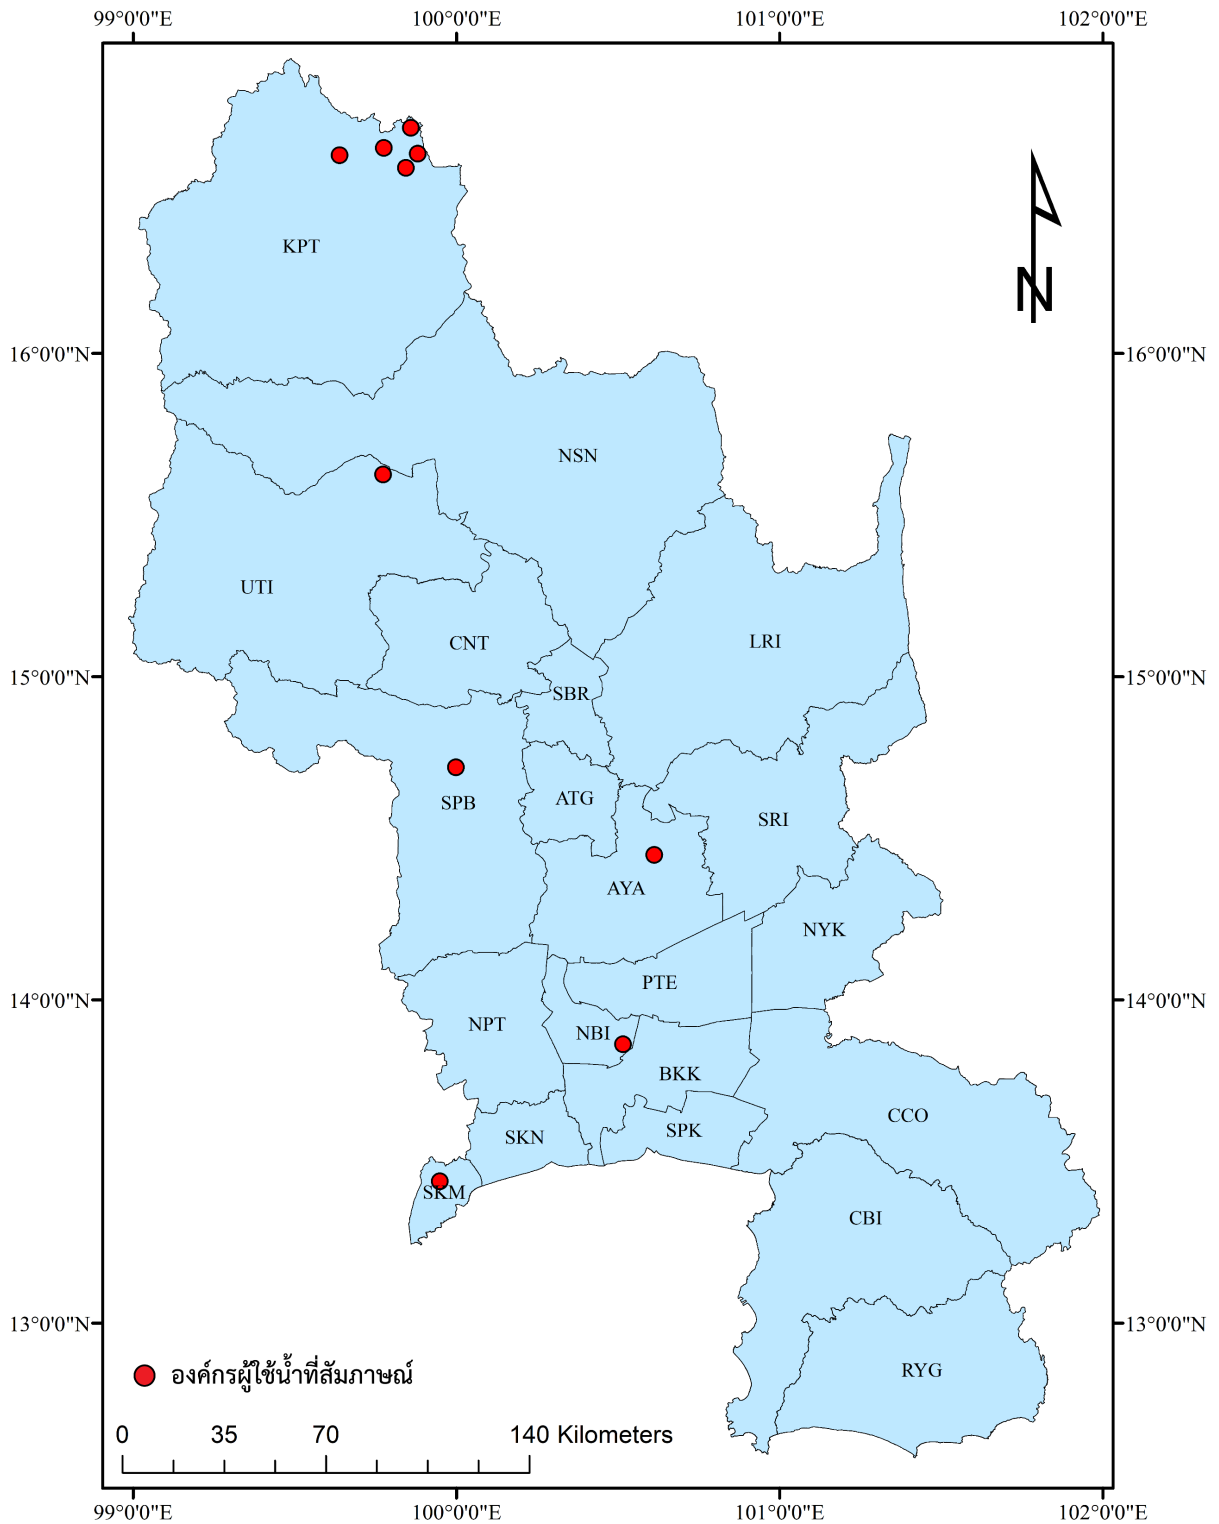 99°0'0"E 100°0'0"E 101°0'0"E 102°0'0"E
KPT
N
16°0'0"N 16°0'0"N
NSN
UTI
CNT
LRI
15°0'0"N 15°0'0"N
SBR
SPB
ATG
SRI
AYA
NYK
PTE
14°0'0"N 14°0'0"N
NPT
NBI
BKK
CCO
SKN
SPK
SKM
CBI
13°0'0"N 13°0'0"N
RYG
องค์กรผู้ใช้น้ำที่สัมภาษณ์
0 35 70 140 Kilometers
99°0'0"E 100°0'0"E 101°0'0"E 102°0'0"E